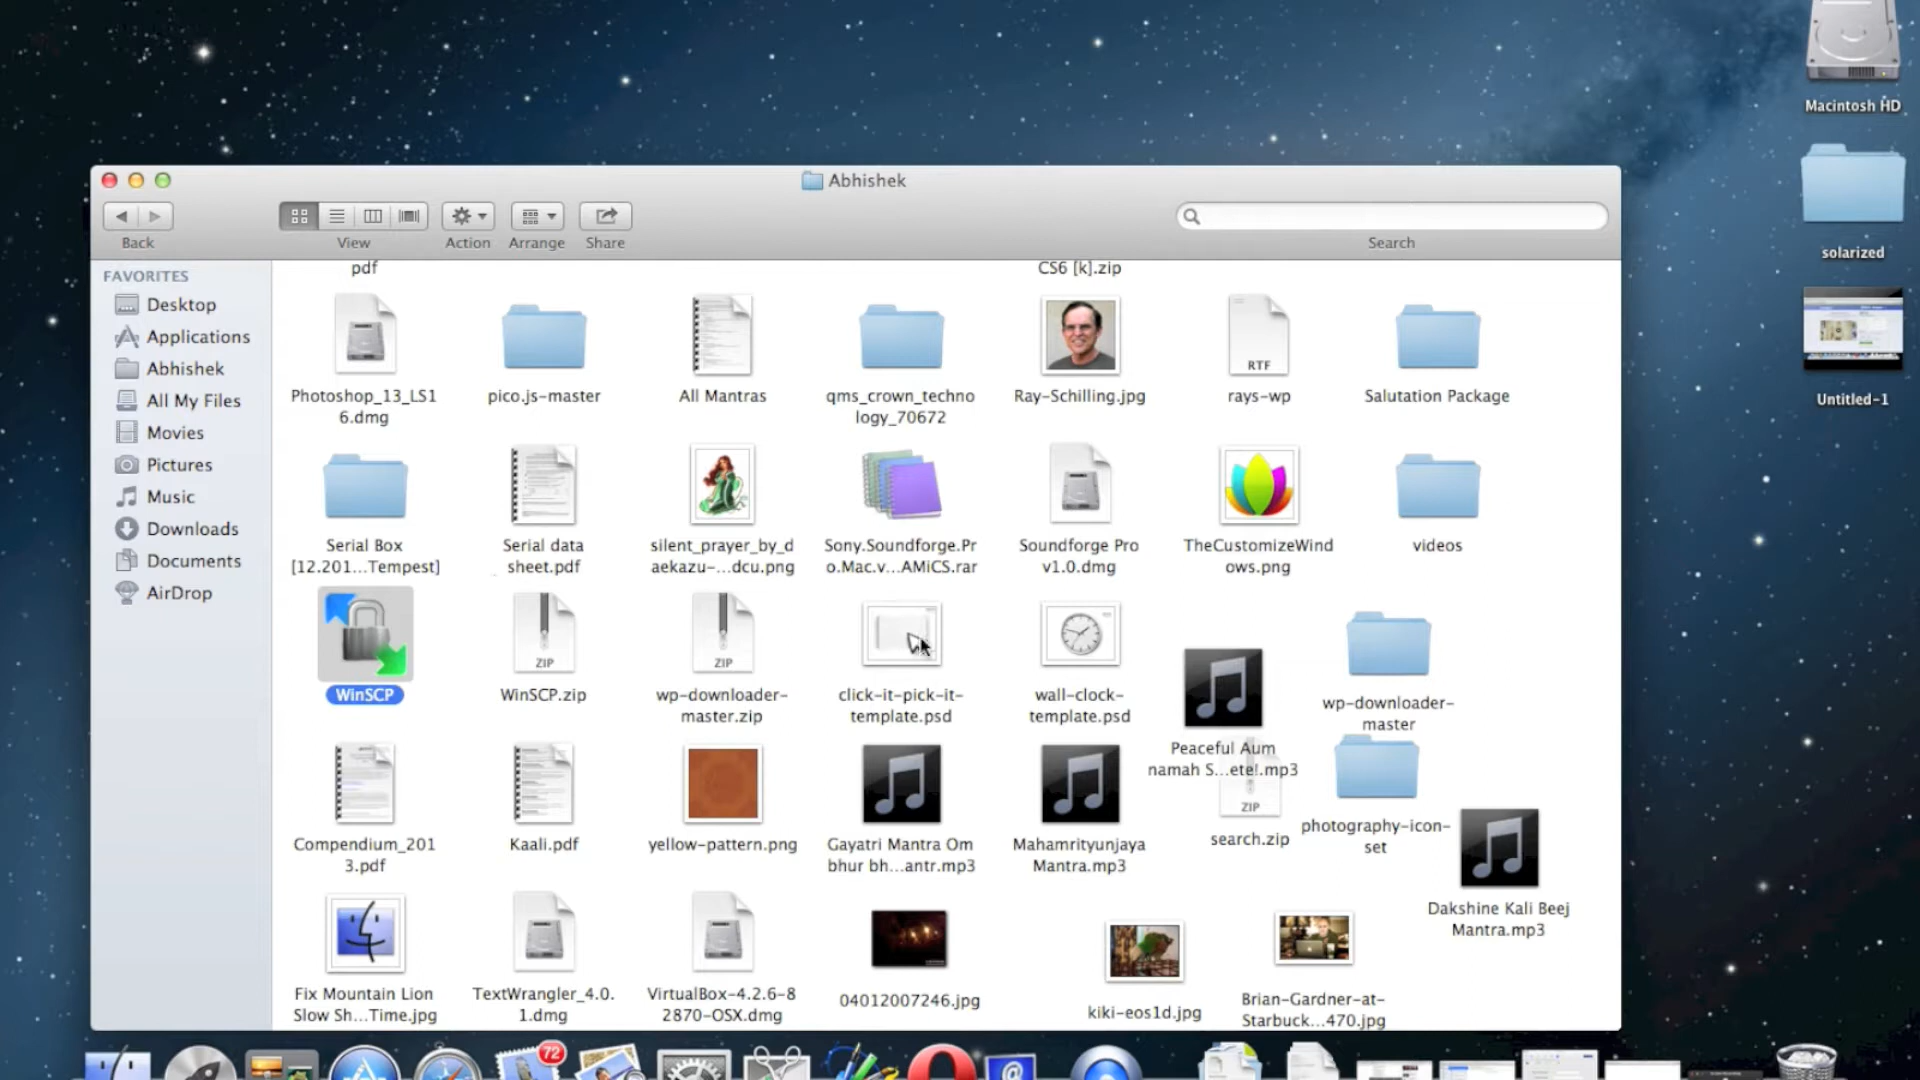 Macintosh HD
solarized
Untitled-1
Abhishek
Back
View
Action
Arrange
Share
Search
FAVORITES
Desktop
Applications
Abhishek
All My Files
Movies
Pictures
Music
Downloads
Documents
AirDrop
pdf
CS6 [k].zip
Photoshop_13_LS1
6.dmg
pico.js-master
All Mantras
qms_crown_techno
logy_70672
Ray-Schilling.jpg
RTF
rays-wp
Salutation Package
Serial Box
[12.201...Tempest]
Serial data
sheet.pdf
silent_prayer_by_d
aekazu-...dcu.png
Sony.Soundforge.Pr
o.Mac.v...AMiCS.rar
Soundforge Pro
v1.0.dmg
TheCustomizeWind
ows.png
videos
WinSCP
ZIP
WinSCP.zip
ZIP
wp-downloader-
master.zip
click-it-pick-it-
template.psd
wall-clock-
template.psd
Peaceful Aum
namah S...ete!.mp3
wp-downloader-
master
Compendium_201
3.pdf
Kaali.pdf
yellow-pattern.png
Gayatri Mantra Om
bhur bh...antr.mp3
Mahamrityunjaya
Mantra.mp3
ZIP
search.zip
photography-icon-
set
Dakshine Kali Beej
Mantra.mp3
Fix Mountain Lion
Slow Sh...Time.jpg
TextWrangler_4.0.
1.dmg
VirtualBox-4.2.6-8
2870-OSX.dmg
04012007246.jpg
kiki-eos1d.jpg
Brian-Gardner-at-
Starbuck...470.jpg
72
@